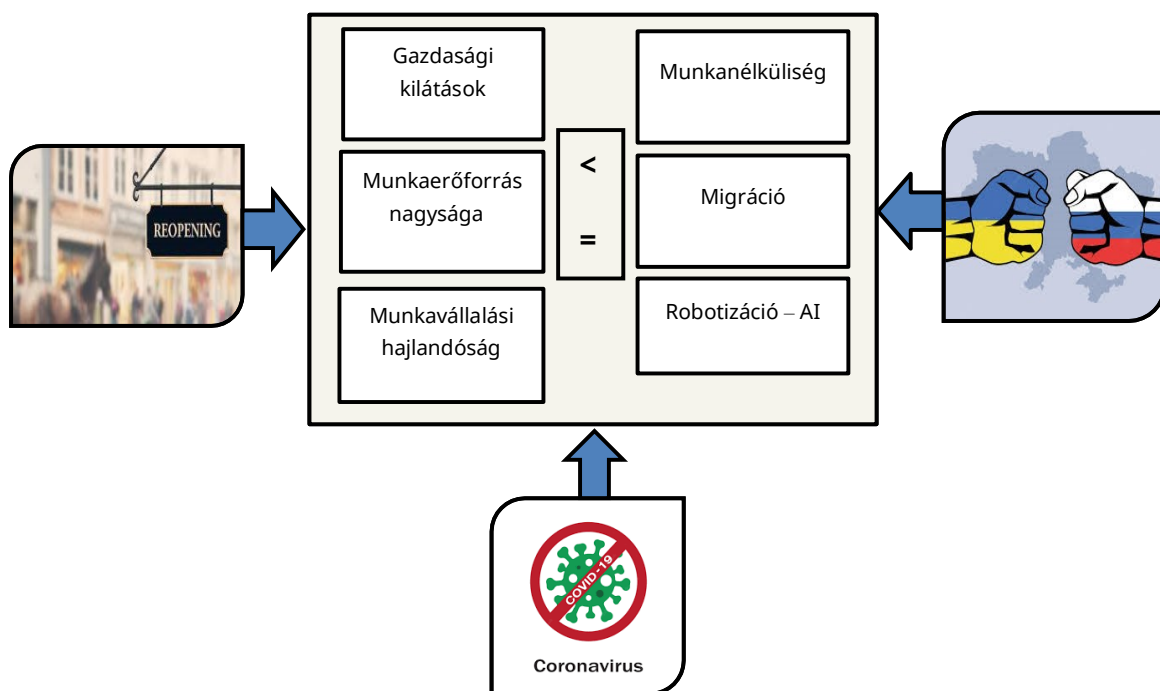 Gazdasági
kilátások
Munkanélküliség
REOPENING
Munkaerőforrás
nagysága
<
=
Migráció
Munkavállalási
hajlandóság
Robotizáció – AI
COVID-19
Coronavirus